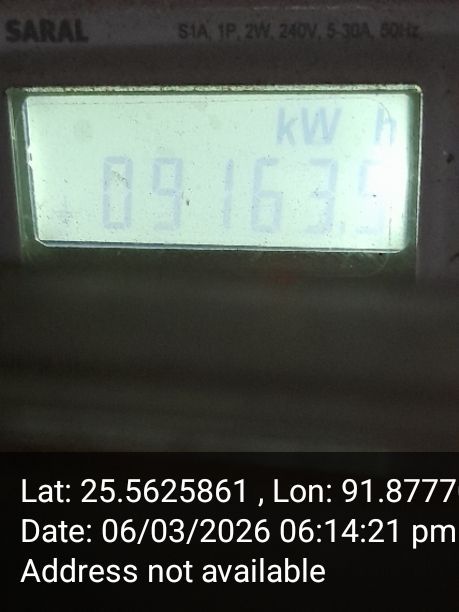 SARAL S1A, 1P, 2W, 240V, 5-30A, 50Hz,
kW h
09163.5
Lat: 25.5625861 , Lon: 91.8777
Date: 06/03/2026 06:14:21 pm
Address not available